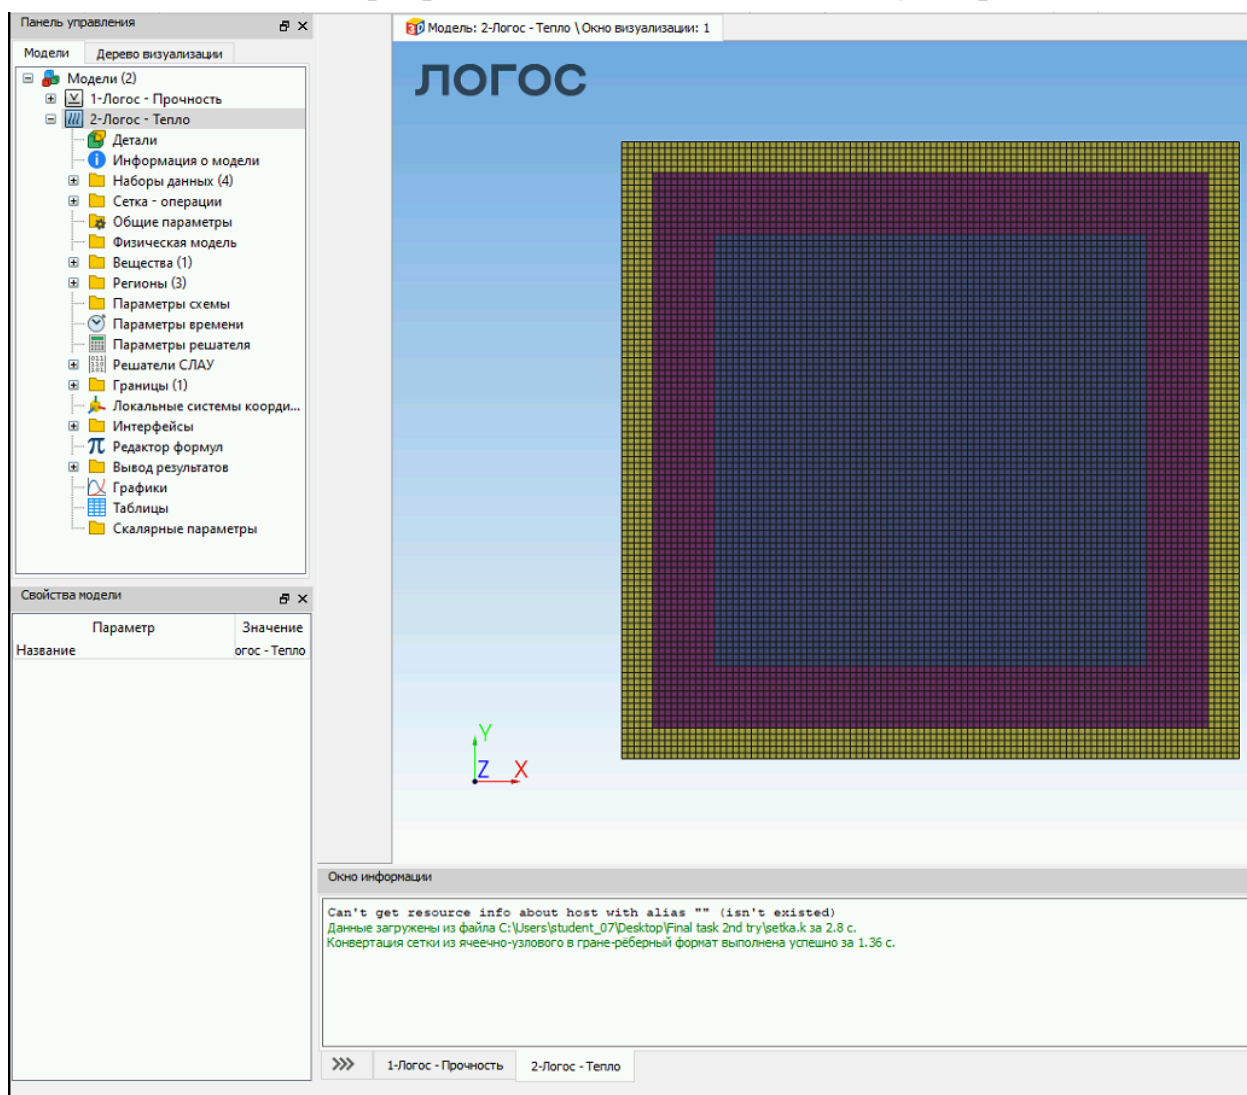 Панель управления
Модели Дерево визуализации
Модели (2)
1-Логос - Прочность
2-Логос - Тепло
Детали
Информация о модели
Наборы данных (4)
Сетка - операции
Общие параметры
Физическая модель
Вещества (1)
Регионы (3)
Параметры схемы
Параметры времени
Параметры решателя
Решатели СЛАУ
Границы (1)
Локальные системы коорди...
Интерфейсы
Редактор формул
Вывод результатов
Графики
Таблицы
Скалярные параметры
Свойства модели
Параметр Значение
Название огос - Тепло
Модель: 2-Логос - Тепло \ Окно визуализации: 1
ЛОГОС
Y
Z X
Окно информации
Can't get resource info about host with alias "" (isn't existed)
Данные загружены из файла C:\Users\student_07\Desktop\Final task 2nd try\setka.k за 2.8 с.
Конвертация сетки из ячеечно-узлового в гране-рёберный формат выполнена успешно за 1.36 с.
1-Логос - Прочность 2-Логос - Тепло